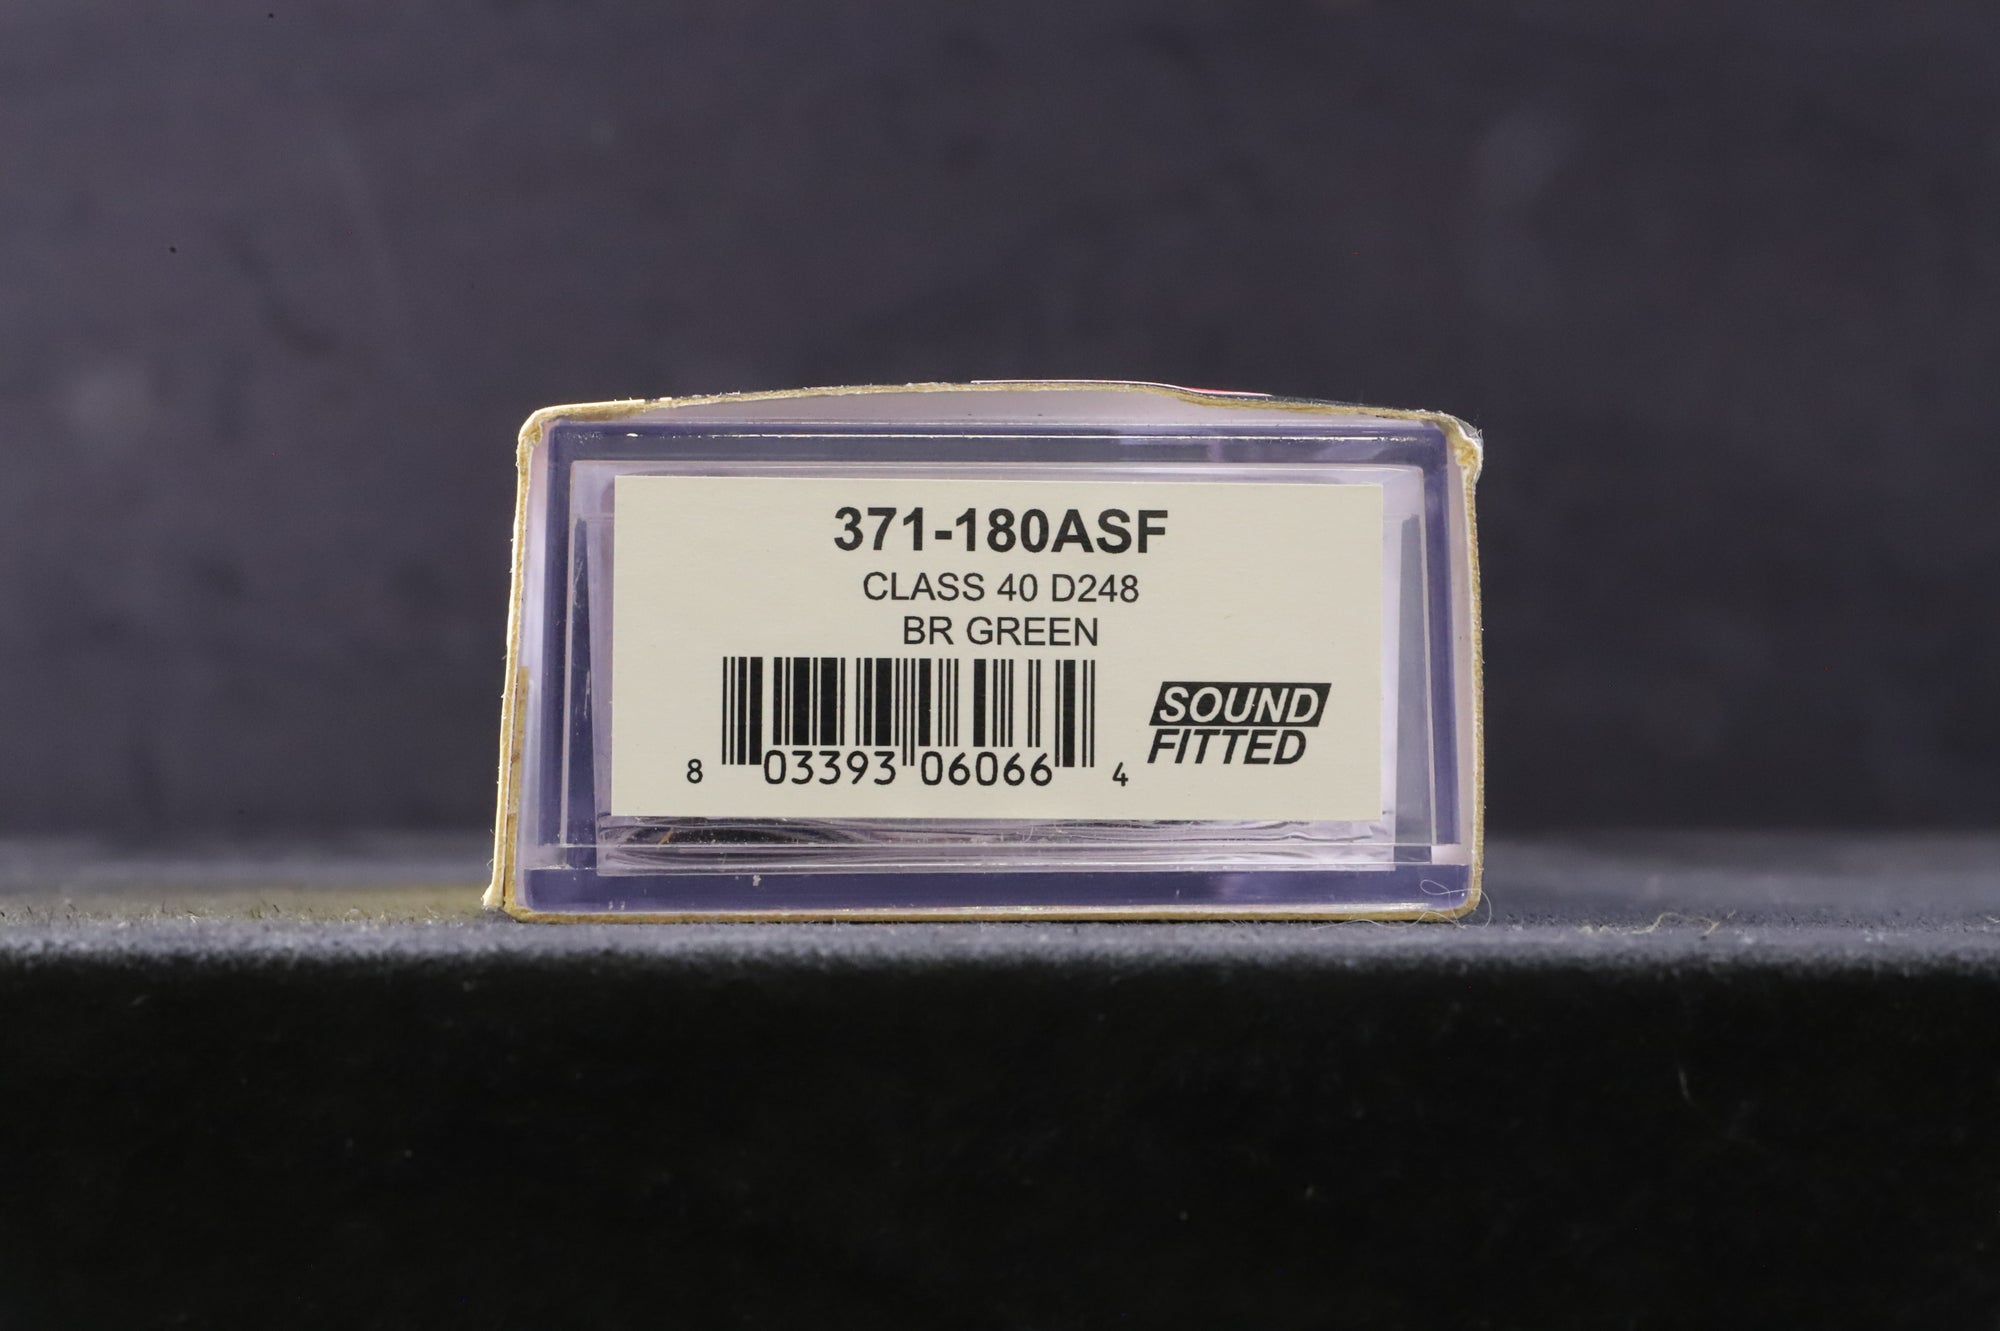 371-180ASF
CLASS 40 D248
BR GREEN
8 03393 06066 4
SOUND
FITTED